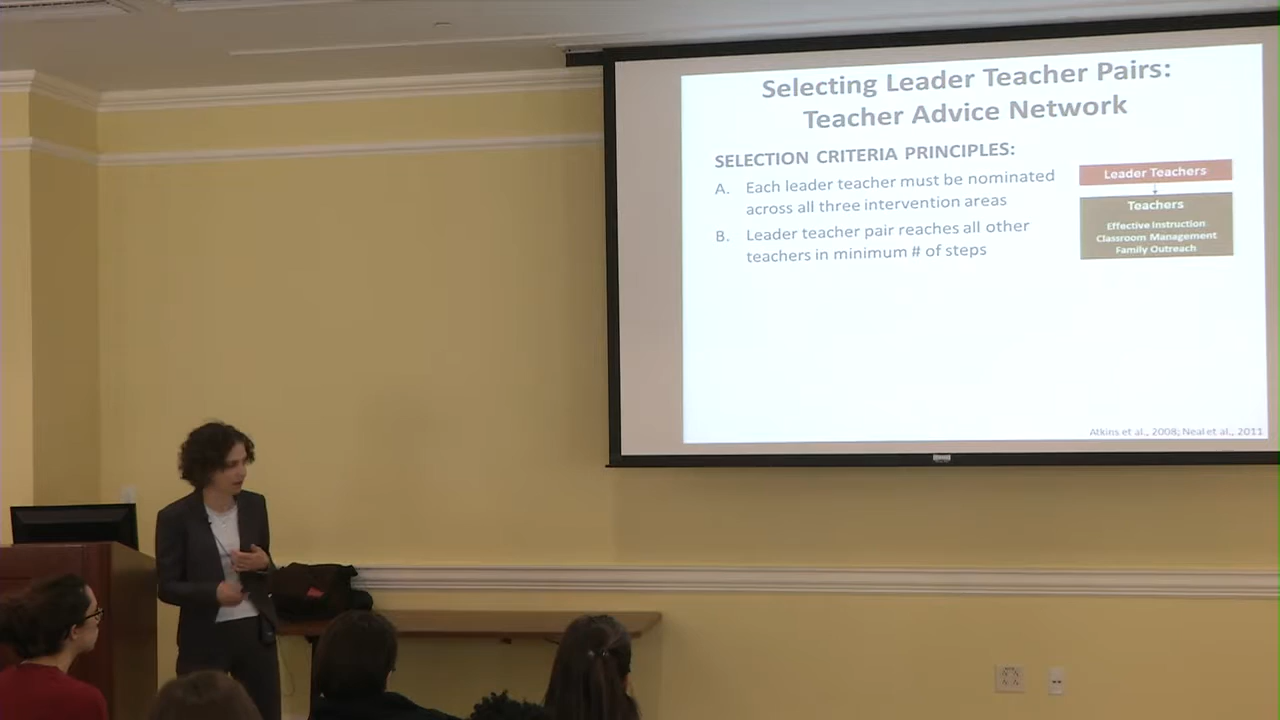 Selecting Leader Teacher Pairs:
Teacher Advice Network
SELECTION CRITERIA PRINCIPLES:
A. Each leader teacher must be nominated
across all three intervention areas
B. Leader teacher pair reaches all other
teachers in minimum # of steps
Leader Teachers
Teachers
Effective Instruction
Classroom Management
Family Outreach
Atkins et al., 2008; Neal et al., 2011